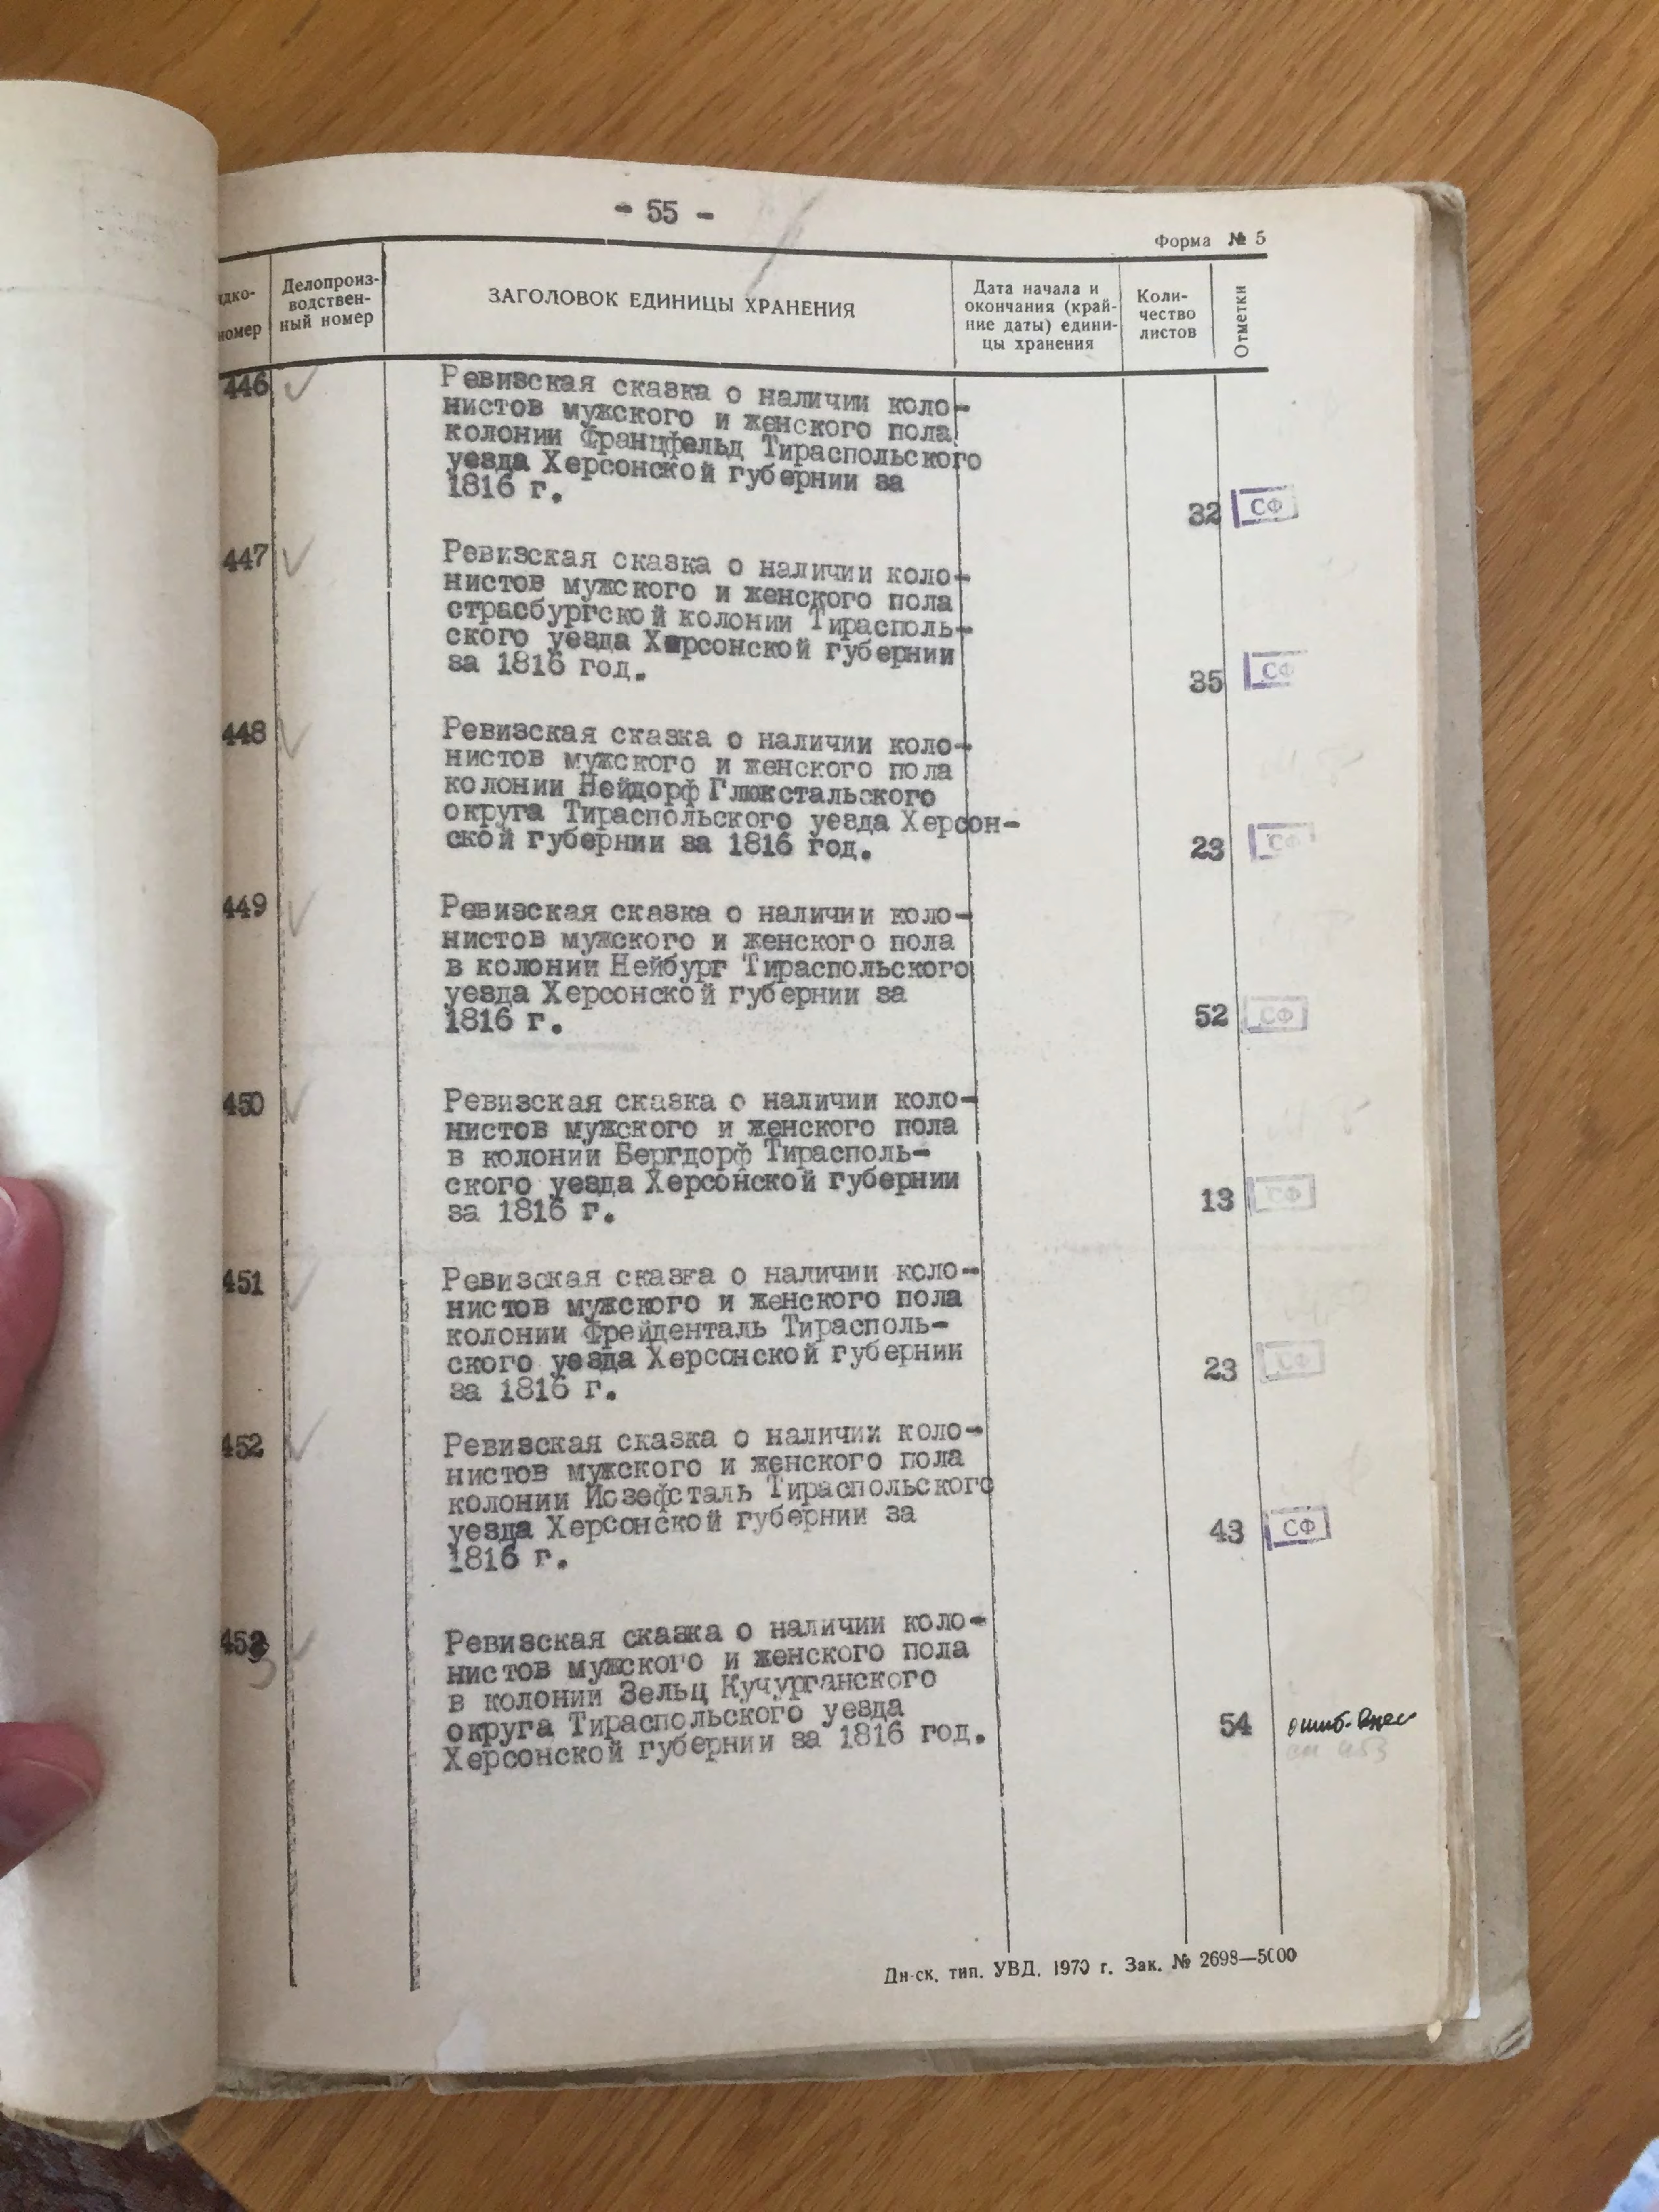 - 55 -
Форма № 5
дко-
номер
Делопроиз-
водствен-
ный номер
ЗАГОЛОВОК ЕДИНИЦЫ ХРАНЕНИЯ
Дата начала и
окончания (край-
ние даты) едини-
цы хранения
Коли-
чество
листов
Отметки
446 Ревизская сказка о наличии коло-
нистов мужского и женского пола
колонии Францфельд Тираспольского
уезда Херсонской губернии за
1816 г.
32 СФ
447 Ревизская сказка о наличии коло-
нистов мужского и женского пола
страсбургской колонии Тирасполь-
ского уезда Херсонской губернии
за 1816 год.
35 СФ
448 Ревизская сказка о наличии коло-
нистов мужского и женского пола
колонии Нейдорф Глюкстальского
округа Тираспольского уезда Херсон-
ской губернии за 1816 год.
23 СФ
449 Ревизская сказка о наличии коло-
нистов мужского и женского пола
в колонии Нейбург Тираспольского
уезда Херсонской губернии за
1816 г.
52 СФ
450 Ревизская сказка о наличии коло-
нистов мужского и женского пола
в колонии Бергдорф Тирасполь-
ского уезда Херсонской губернии
за 1816 г.
13 СФ
451 Ревизская сказка о наличии коло-
нистов мужского и женского пола
колонии Фрейденталь Тирасполь-
ского уезда Херсонской губернии
за 1816 г.
23 СФ
452 Ревизская сказка о наличии коло-
нистов мужского и женского пола
колонии Йозефсталь Тираспольского
уезда Херсонской губернии за
1816 г.
43 СФ
453 Ревизская сказка о наличии коло-
нистов мужского и женского пола
в колонии Зельц Кучурганского
округа Тираспольского уезда
Херсонской губернии за 1816 год.
54
453
Дн-ск, тип. УВД. 1970 г. Зак. № 2698—5000